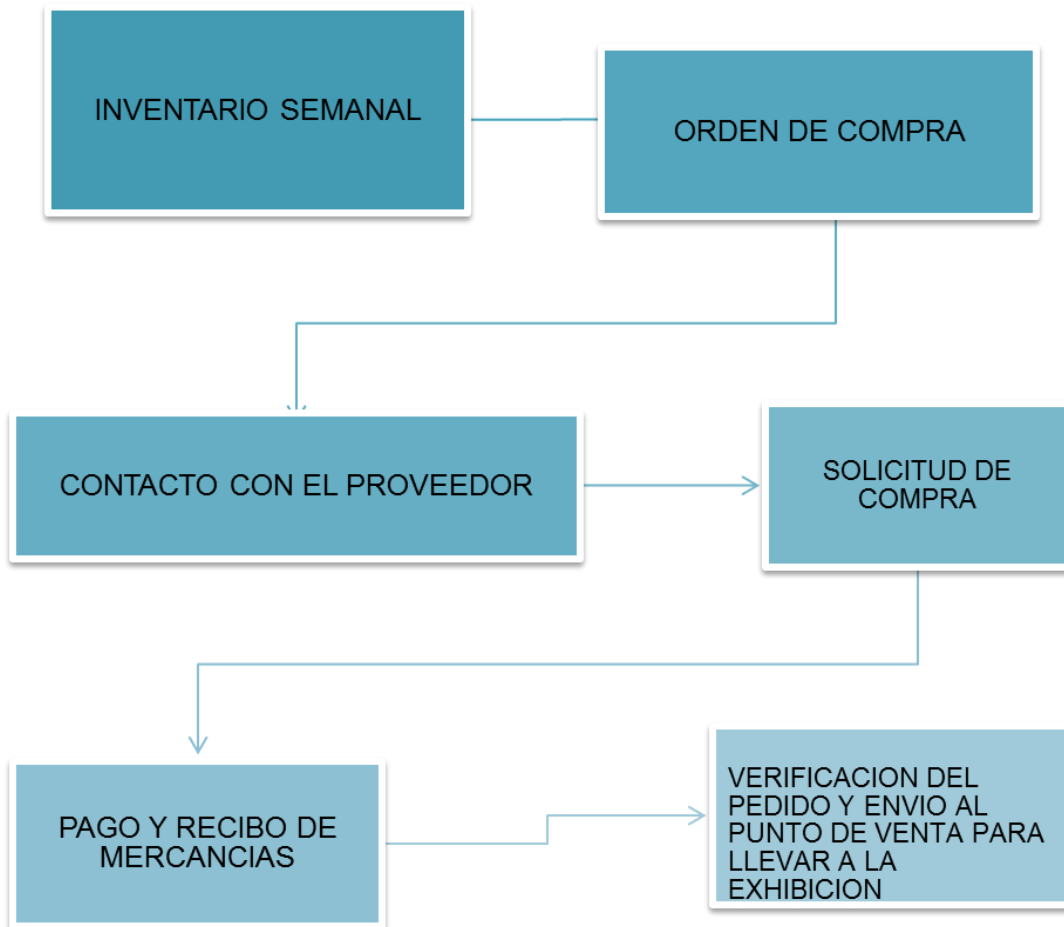 INVENTARIO SEMANAL
ORDEN DE COMPRA
CONTACTO CON EL PROVEEDOR
SOLICITUD DE
COMPRA
PAGO Y RECIBO DE
MERCANCIAS
VERIFICACION DEL
PEDIDO Y ENVIO AL
PUNTO DE VENTA PARA
LLEVAR A LA
EXHIBICION